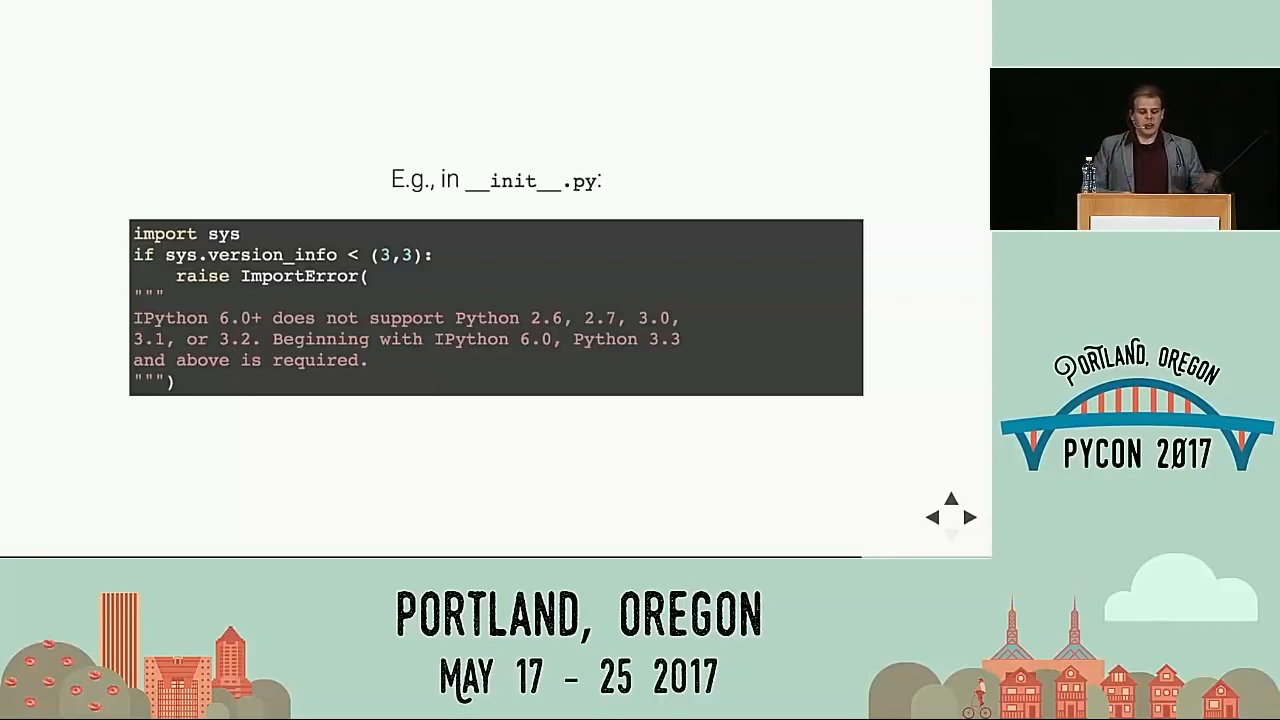 E.g., in __init__.py:
import sys
if sys.version_info < (3,3):
    raise ImportError(
"""
IPython 6.0+ does not support Python 2.6, 2.7, 3.0,
3.1, or 3.2. Beginning with IPython 6.0, Python 3.3
and above is required.
""")
PORTLAND, OREGON
PYCON 2017
PORTLAND, OREGON
MAY 17 - 25 2017